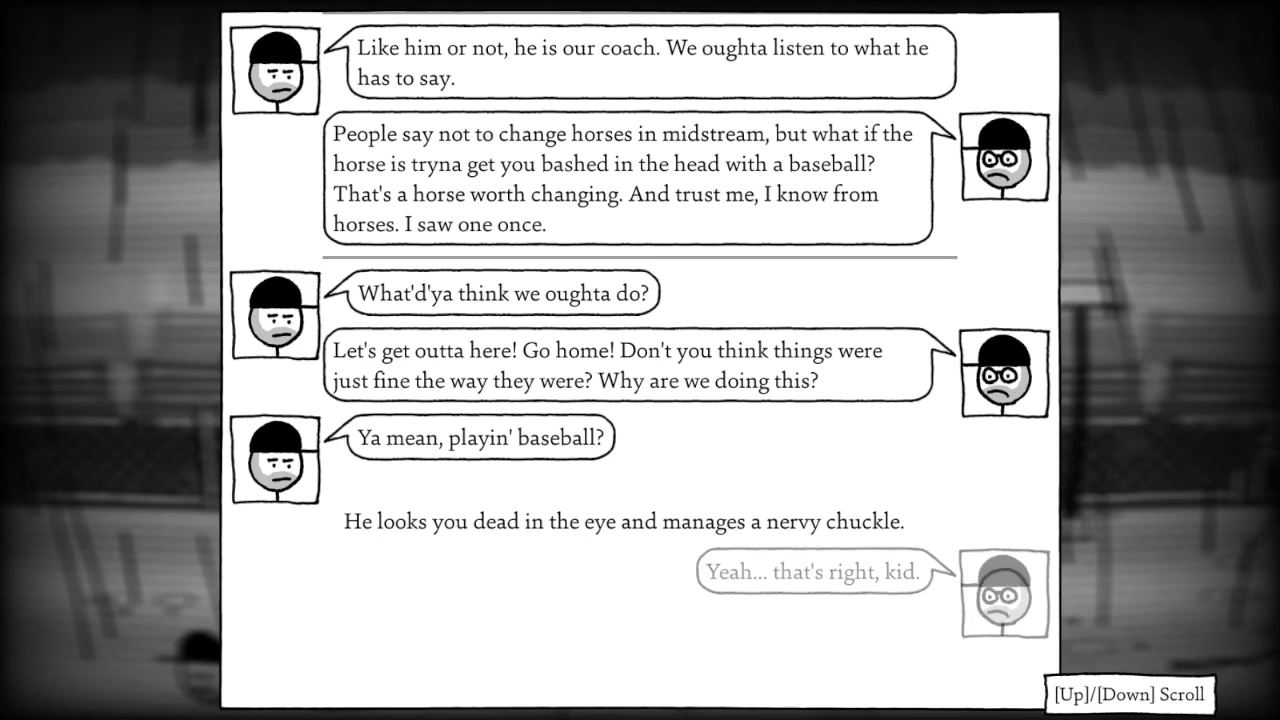 Like him or not, he is our coach. We oughta listen to what he
has to say.
People say not to change horses in midstream, but what if the
horse is tryna get you bashed in the head with a baseball?
That's a horse worth changing. And trust me, I know from
horses. I saw one once.
What'd'ya think we oughta do?
Let's get outta here! Go home! Don't you think things were
just fine the way they were? Why are we doing this?
Ya mean, playin' baseball?
He looks you dead in the eye and manages a nervy chuckle.
Yeah... that's right, kid.
[Up]/[Down] Scroll